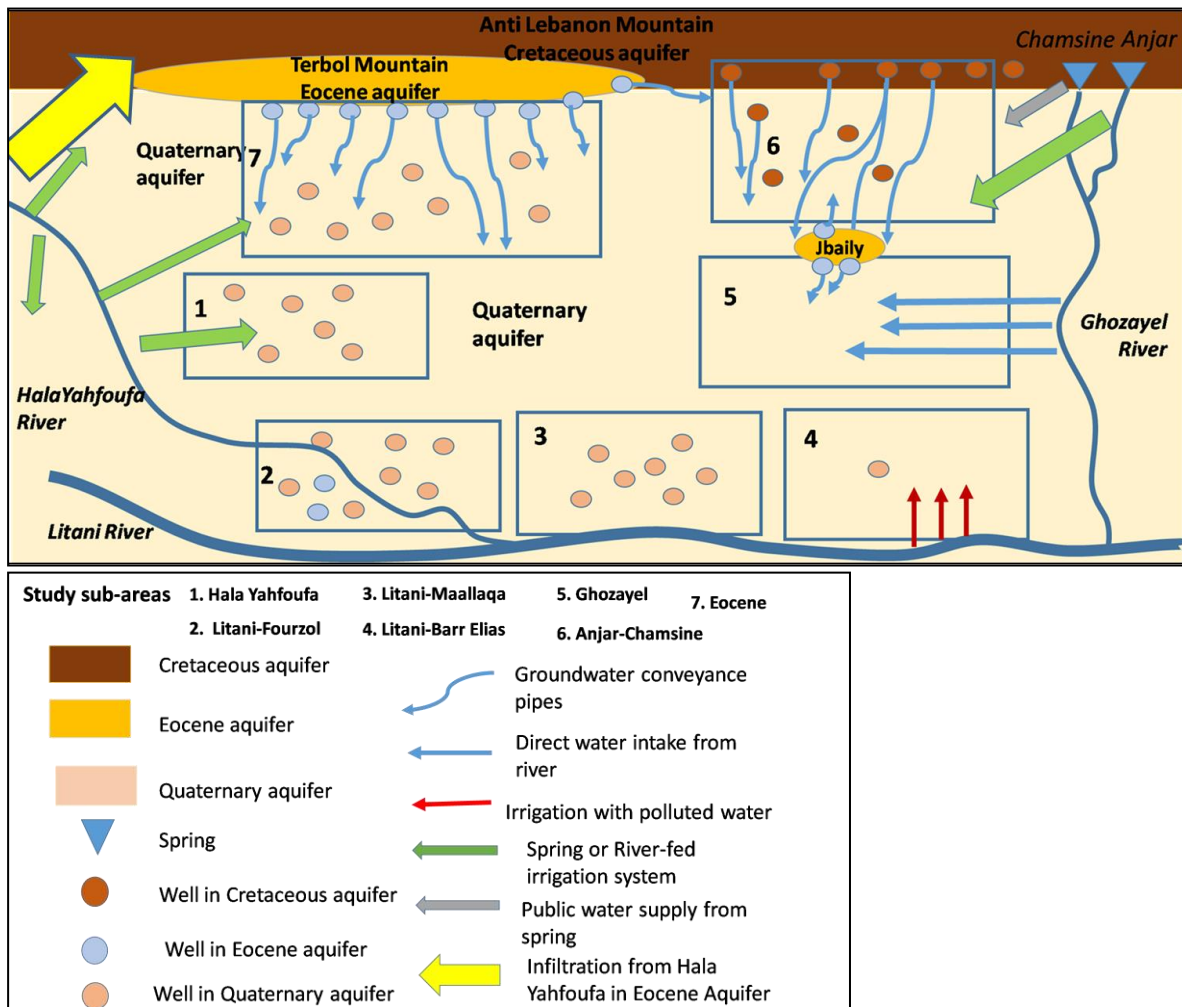 Anti Lebanon Mountain
Cretaceous aquifer
Chamsine Anjar
Terbol Mountain
Eocene aquifer
Quaternary
aquifer
7
6
Jbaily
1
Quaternary
aquifer
5
Ghozayel
River
HalaYahfoufa
River
2
3
4
Litani River
Study sub-areas
1. Hala Yahfoufa
3. Litani-Maallaqa
5. Ghozayel
7. Eocene
2. Litani-Fourzol
4. Litani-Barr Elias
6. Anjar-Chamsine
Cretaceous aquifer
Eocene aquifer
Quaternary aquifer
Spring
Well in Cretaceous aquifer
Well in Eocene aquifer
Well in Quaternary aquifer
Groundwater conveyance
pipes
Direct water intake from
river
Irrigation with polluted water
Spring or River-fed
irrigation system
Public water supply from
spring
Infiltration from Hala
Yahfoufa in Eocene Aquifer